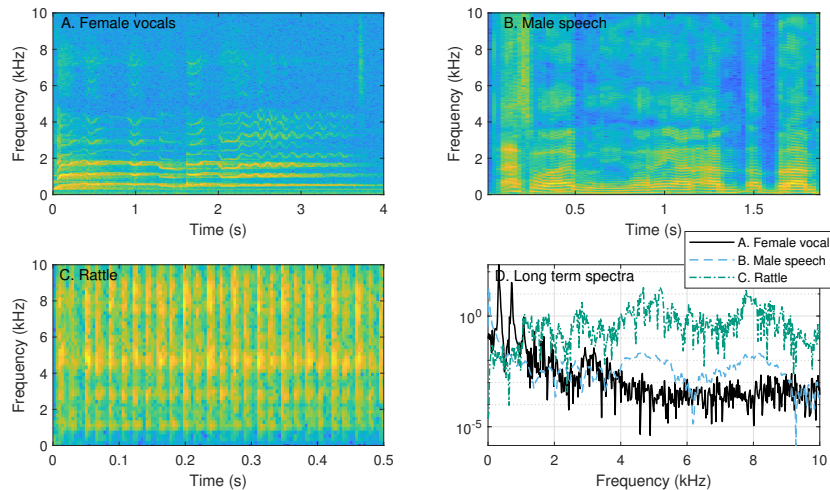 A. Female vocals
10
8
6
4
2
0
Frequency (kHz)
0
1
2
3
4
Time (s)
B. Male speech
10
8
6
4
2
0
Frequency (kHz)
0.5
1
1.5
Time (s)
C. Rattle
10
8
6
4
2
0
Frequency (kHz)
0
0.1
0.2
0.3
0.4
0.5
Time (s)
D. Long term spectra
A. Female vocal
B. Male speech
C. Rattle
10^0
10^-5
0
2
4
6
8
10
Frequency (kHz)